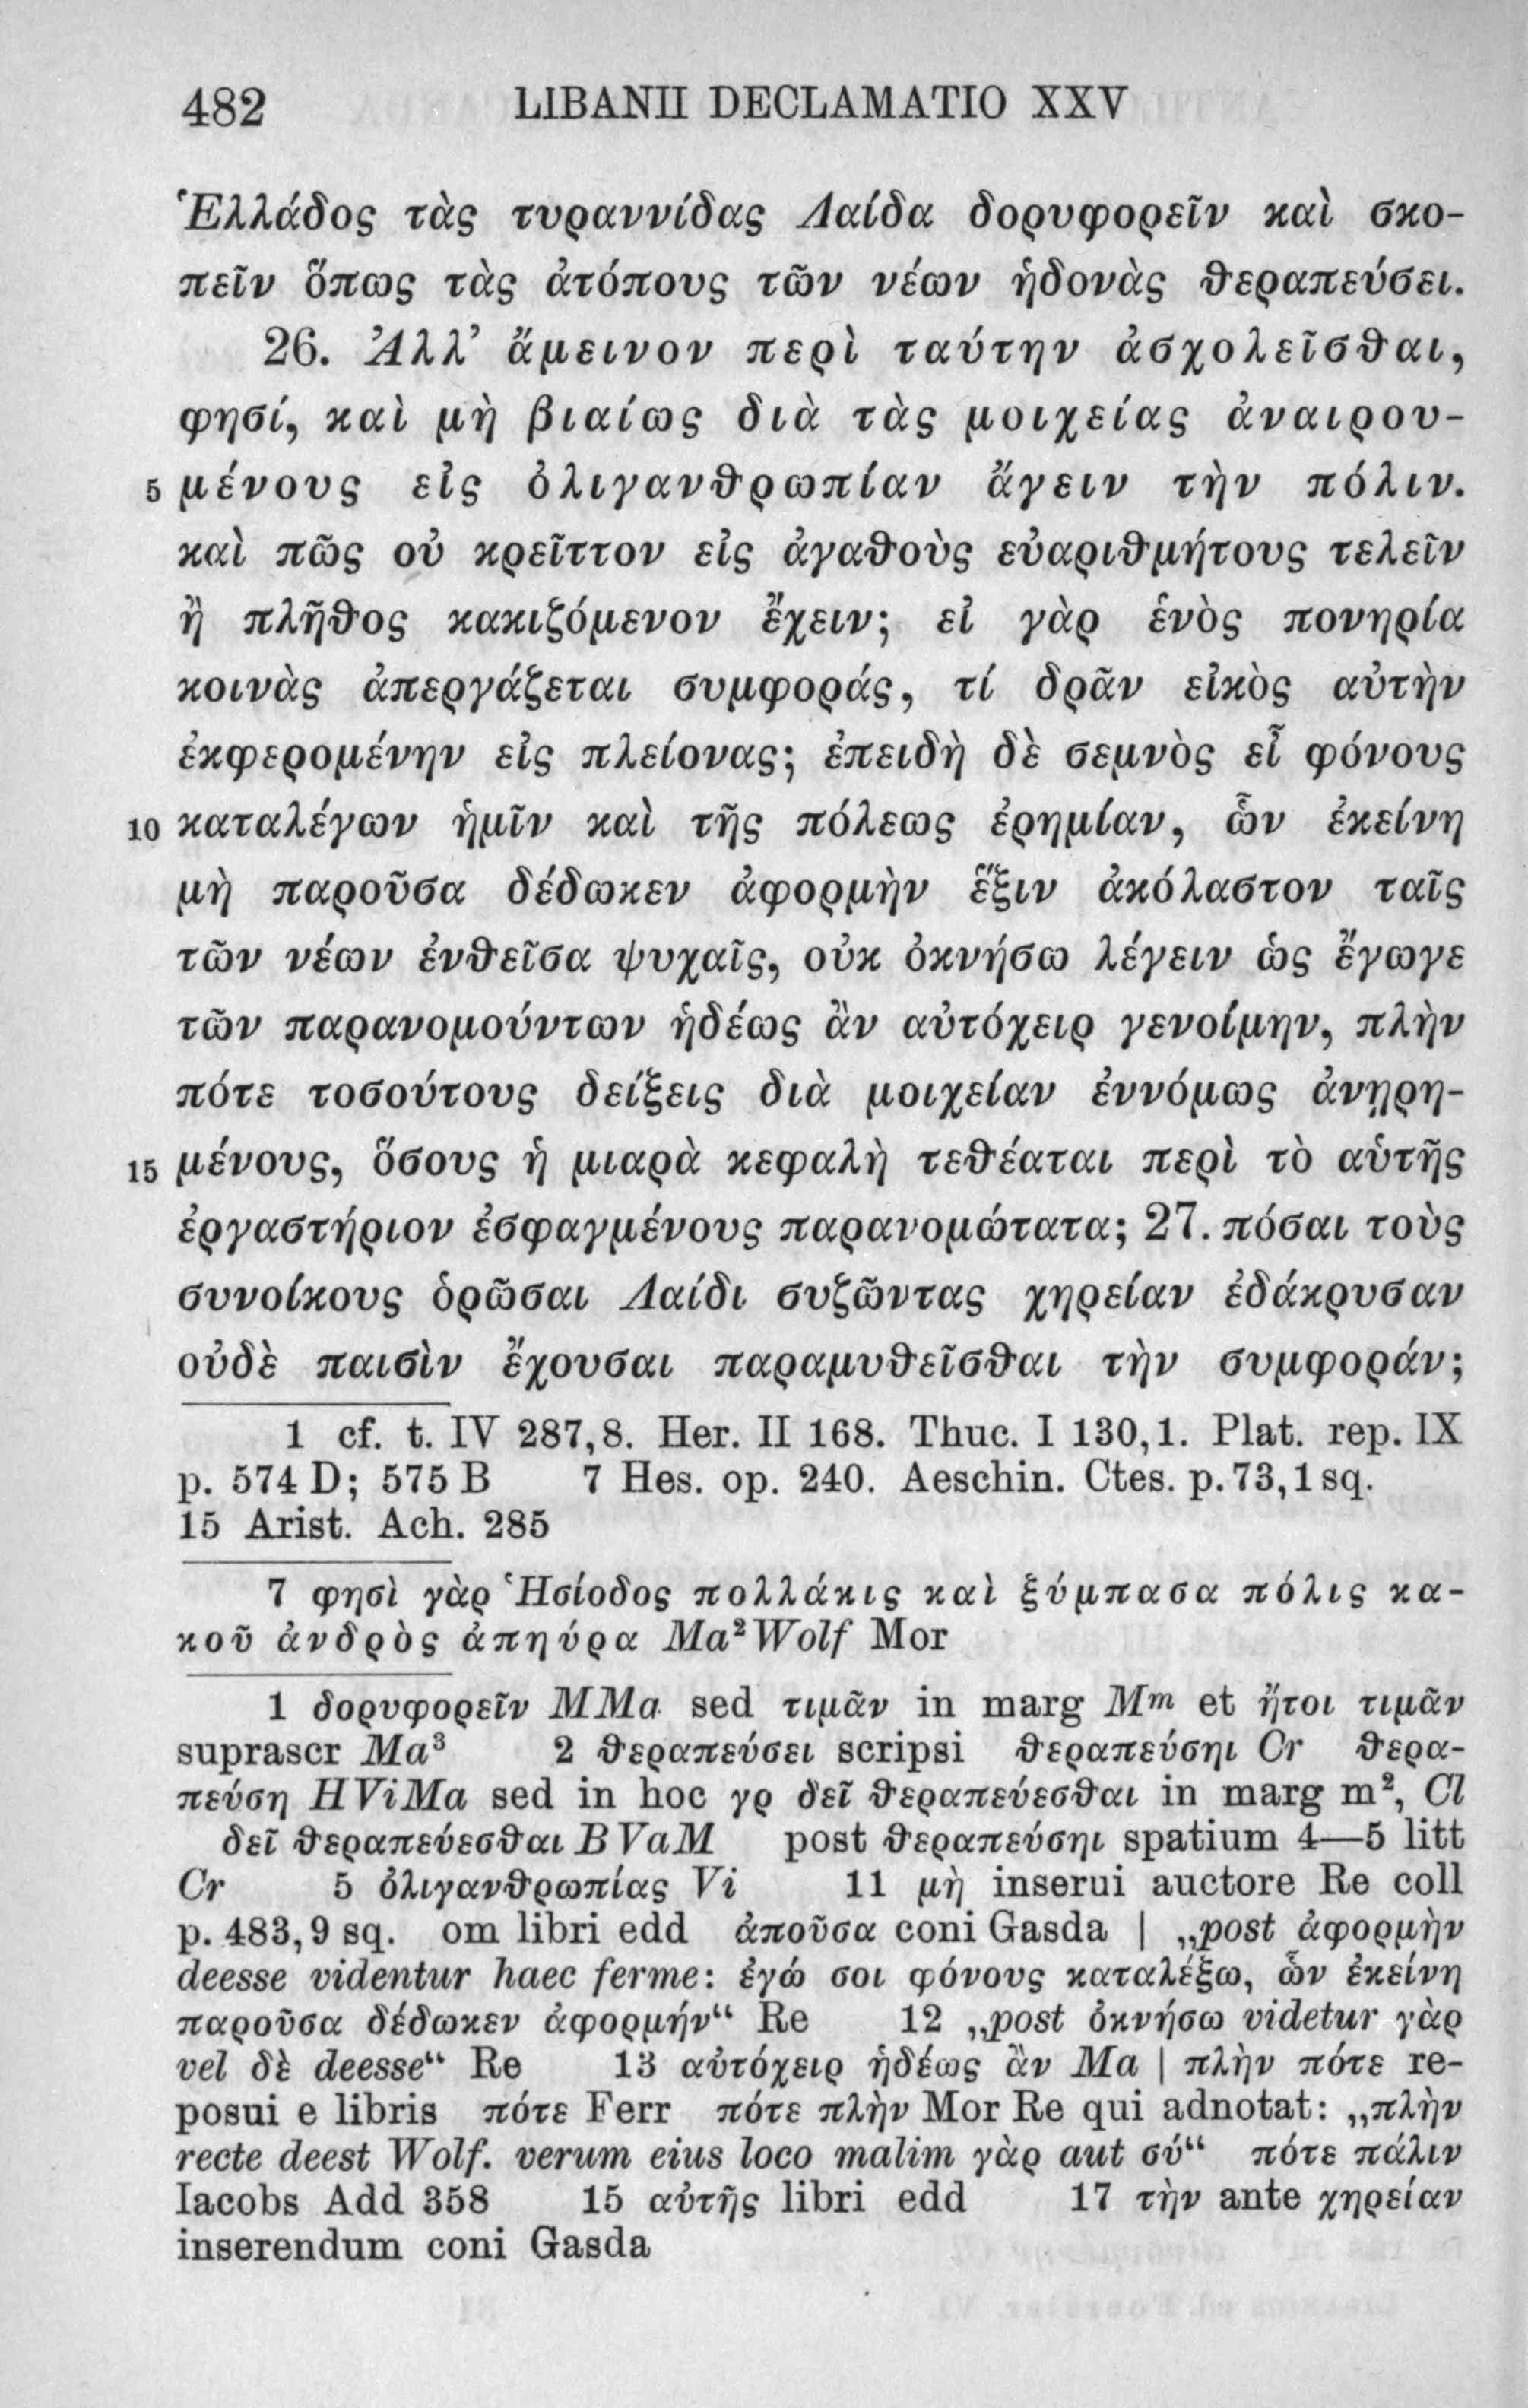 482 LIBANII DECLAMATIO XXV
Ἑλλάδος τὰς τυραννίδας Λαίδα δορυφορεῖν καὶ σκο-
πεῖν ὅπως τὰς ἀτόπους τῶν νέων ἡδονὰς θεραπεύσει.
26. Ἀλλ’ ἄμεινον περὶ ταύτην ἀσχολεῖσθαι,
φησί, καὶ μὴ βιαίως διὰ τὰς μοιχείας ἀναιρου-
5 μένους εἰς ὀλιγανθρωπίαν ἄγειν τὴν πόλιν.
καὶ πῶς οὐ κρεῖττον εἰς ἀγαθοὺς εὐαριθμήτους τελεῖν
ἢ πλῆθος κακιζόμενον ἔχειν; εἰ γὰρ ἑνὸς πονηρία
κοινὰς ἀπεργάζεται συμφοράς, τί δρᾶν εἰκὸς αὐτὴν
ἐκφερομένην εἰς πλείονας; ἐπειδὴ δὲ σεμνὸς εἶ φόνους
10 καταλέγων ἡμῖν καὶ τῆς πόλεως ἐρημίαν, ὧν ἐκείνη
μὴ παροῦσα δέδωκεν ἀφορμὴν ἕξιν ἀκόλαστον ταῖς
τῶν νέων ἐνθεῖσα ψυχαῖς, οὐκ ὀκνήσω λέγειν ὡς ἔγωγε
τῶν παρανομούντων ἡδέως ἂν αὐτόχειρ γενοίμην, πλὴν
πότε τοσούτους δείξεις διὰ μοιχείαν ἐννόμως ἀνῃρη-
15 μένους, ὅσους ἡ μιαρὰ κεφαλὴ τεθέαται περὶ τὸ αὑτῆς
ἐργαστήριον ἐσφαγμένους παρανομώτατα; 27. πόσαι τοὺς
συνοίκους ὁρῶσαι Λαίδι συζῶντας χηρείαν ἐδάκρυσαν
οὐδὲ παισὶν ἔχουσαι παραμυθεῖσθαι τὴν συμφοράν;
1 cf. t. IV 287,8. Her. II 168. Thuc. I 130,1. Plat. rep. IX
p. 574 D; 575 B 7 Hes. op. 240. Aeschin. Ctes. p. 73,1 sq.
15 Arist. Ach. 285
7 φησὶ γὰρ Ἡσίοδος πολλάκις καὶ ξύμπασα πόλις κα-
κοῦ ἀνδρὸς ἀπηύρα Ma² Wolf Mor
1 δορυφορεῖν MMa sed τιμᾶν in marg Mᵐ et ἤτοι τιμᾶν
suprascr Ma³ 2 θεραπεύσει scripsi θεραπεύσηι Cr θερα-
πεύση HViMa sed in hoc γρ δεῖ θεραπεύεσθαι in marg m², Cl
δεῖ θεραπεύεσθαι BVaM post θεραπεύσηι spatium 4—5 litt
Cr 5 ὀλιγανθρωπίας Vi 11 μὴ inserui auctore Re coll
p. 483,9 sq. om libri edd ἀποῦσα coni Gasda | „post ἀφορμὴν
deesse videntur haec ferme: ἐγώ σοι φόνους καταλέξω, ὧν ἐκείνη
παροῦσα δέδωκεν ἀφορμήν“ Re 12 „post ὀκνήσω videtur γὰρ
vel δὲ deesse“ Re 13 αὐτόχειρ ἡδέως ἂν Ma | πλὴν πότε re-
posui e libris πότε Ferr πότε πλὴν Mor Re qui adnotat: „πλὴν
recte deest Wolf. verum eius loco malim γὰρ aut σύ“ πότε πάλιν
Iacobs Add 358 15 αὐτῆς libri edd 17 τὴν ante χηρείαν
inserendum coni Gasda